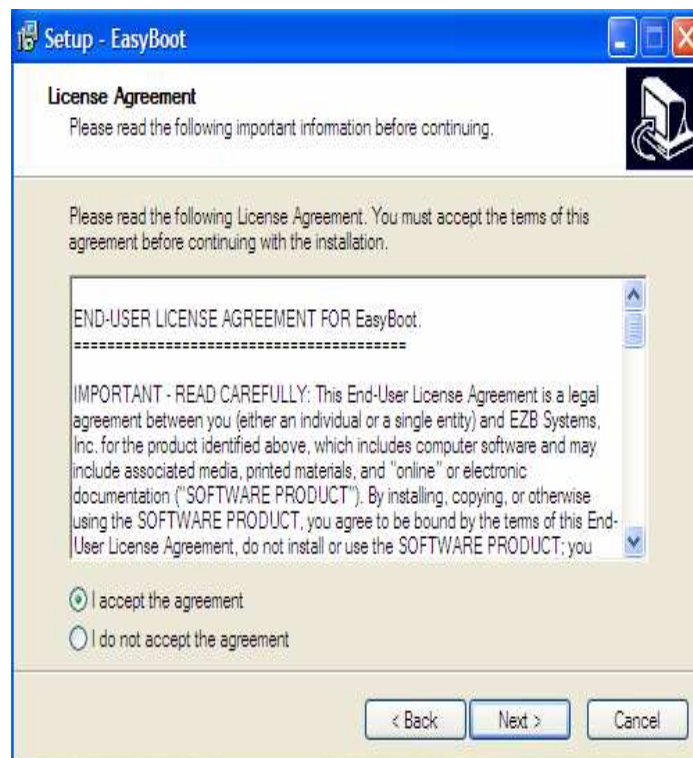 Setup - EasyBoot
License Agreement
Please read the following important information before continuing.
Please read the following License Agreement. You must accept the terms of this
agreement before continuing with the installation.
END-USER LICENSE AGREEMENT FOR EasyBoot.
========================================
IMPORTANT - READ CAREFULLY: This End-User License Agreement is a legal
agreement between you (either an individual or a single entity) and EZB Systems,
Inc. for the product identified above, which includes computer software and may
include associated media, printed materials, and "online" or electronic
documentation ("SOFTWARE PRODUCT"). By installing, copying, or otherwise
using the SOFTWARE PRODUCT, you agree to be bound by the terms of this End-
User License Agreement, do not install or use the SOFTWARE PRODUCT; you
I accept the agreement
I do not accept the agreement
< Back Next > Cancel